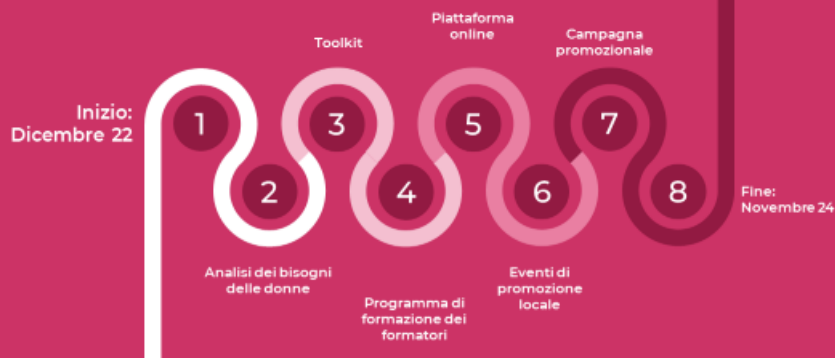 Inizio:
Dicembre 22
1
2
Analisi dei bisogni
delle donne
Toolkit
3
4
Programma di
formazione dei
formatori
Piattaforma
online
5
6
Eventi di
promozione
locale
Campagna
promozionale
7
8
Fine:
Novembre 24